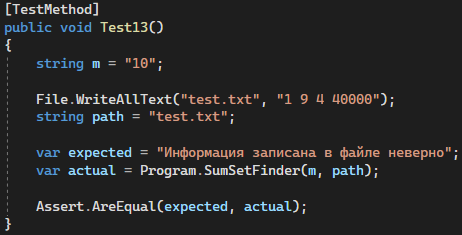 [TestMethod]
public void Test13()
{
string m = "10";
File.WriteAllText("test.txt", "1 9 4 40000");
string path = "test.txt";
var expected = "Информация записана в файле неверно";
var actual = Program.SumSetFinder(m, path);
Assert.AreEqual(expected, actual);
}